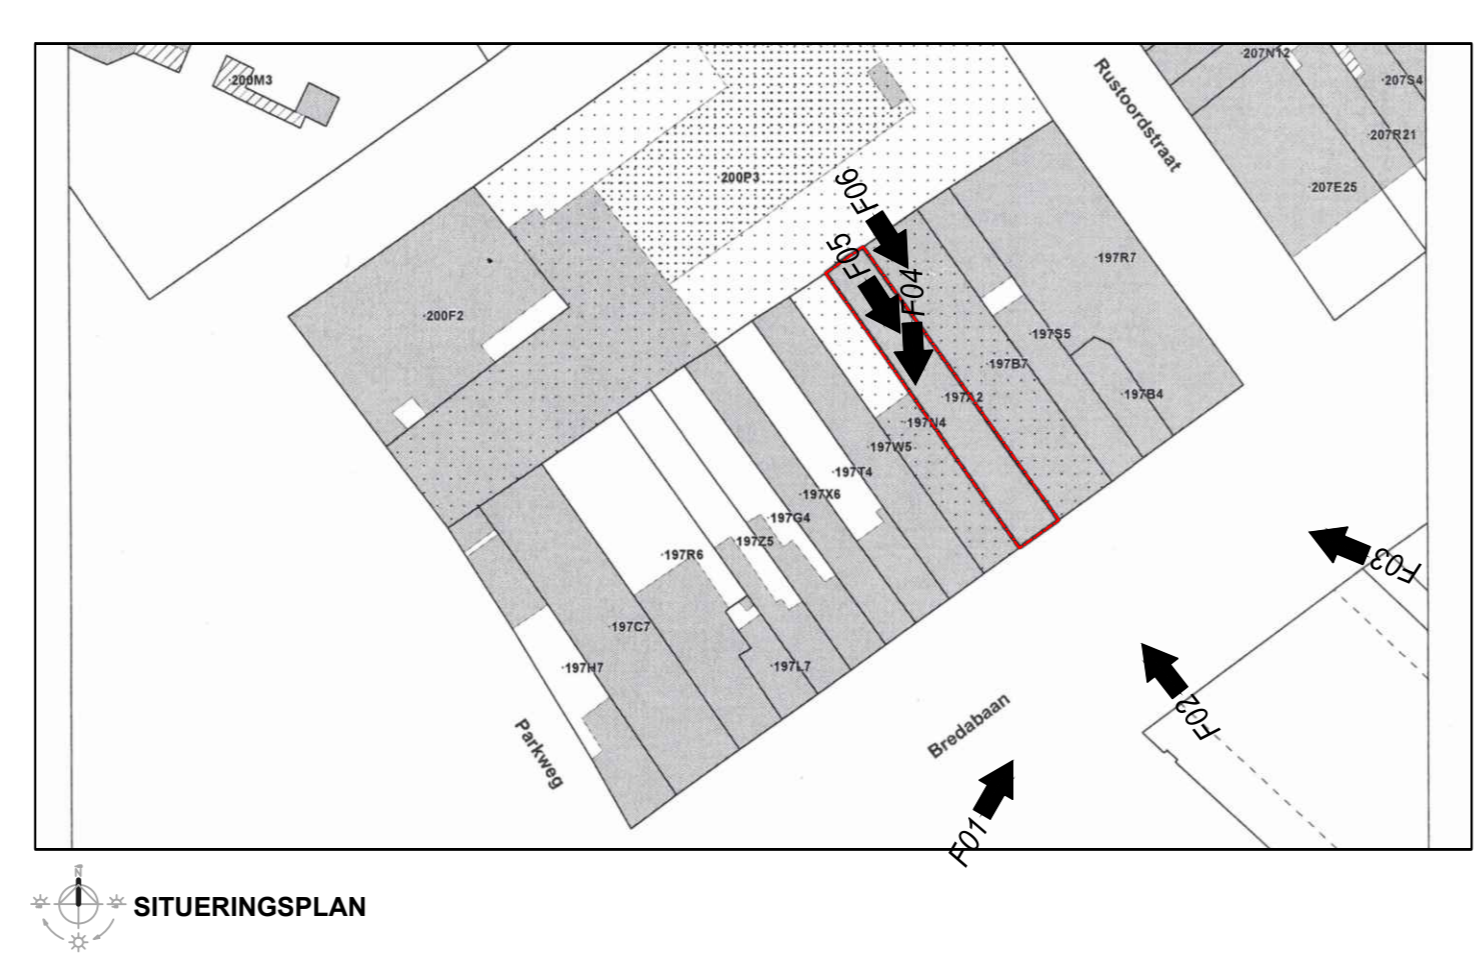 200M3
207N12
207S4
Rustoordstraat
207R21
200P3
207E25
F06
F05
F04
197R7
200F2
197S5
197B7
197A2
197B4
197N4
197W5
197T4
197X6
197G4
197Z5
197R6
F03
197C7
197H7
197L7
F02
Bredabaan
Parkweg
F01
N
SITUERINGSPLAN